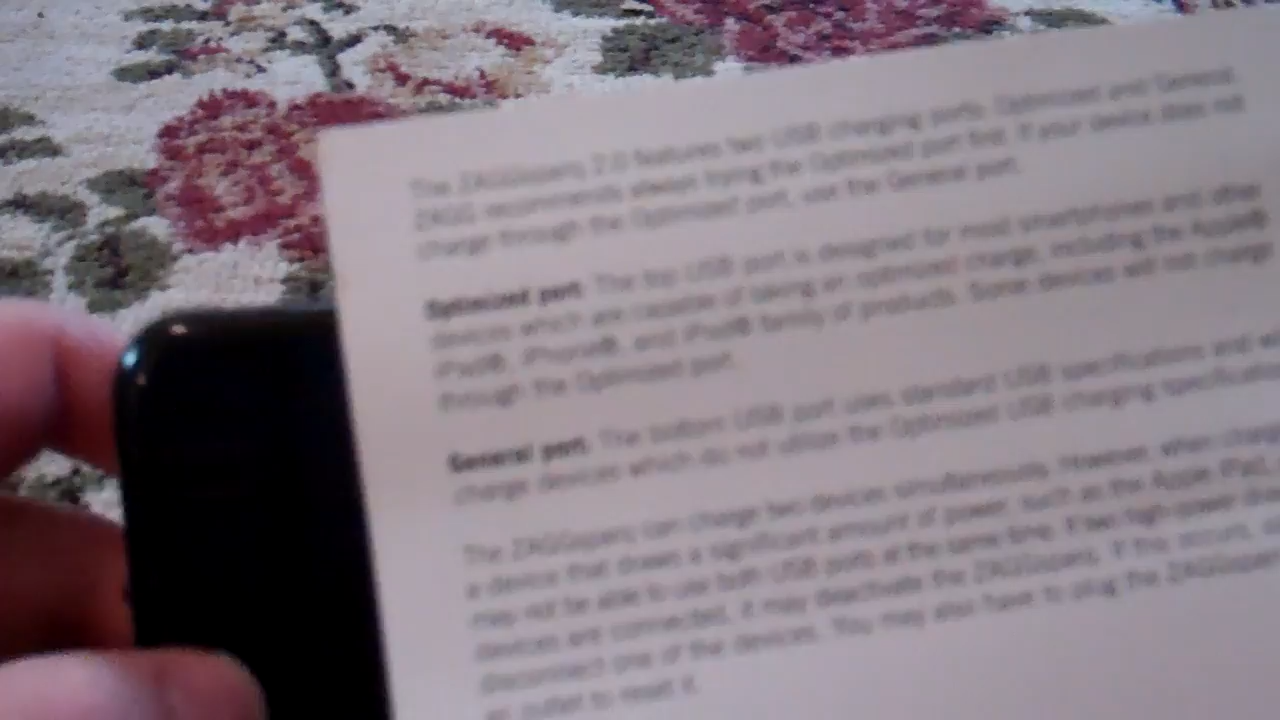 The ZAGGsparq 2.0 features two USB charging ports, Optimized and General.
ZAGG recommends always trying the Optimized port first. If your device does not
charge through the Optimized port, use the General port.
Optimized port: The top USB port is designed for most smartphones and other
devices which are capable of taking an optimized charge, including the Apple®
iPad®, iPhone®, and iPod® family of products. Some devices will not charge
through the Optimized port.
General port: The bottom USB port uses standard USB specifications and
charge devices which do not utilize the Optimized USB charging
The ZAGGsparq can charge two devices simultaneously. However, when
a device that draws a significant amount of power, such as the Apple iPad,
may not be able to use both USB ports at the same time. If two high-power
devices are connected, it may deactivate the ZAGGsparq. If this occurs,
disconnect one of the devices. You may also have to plug the ZAGGsparq
an outlet to reset it.